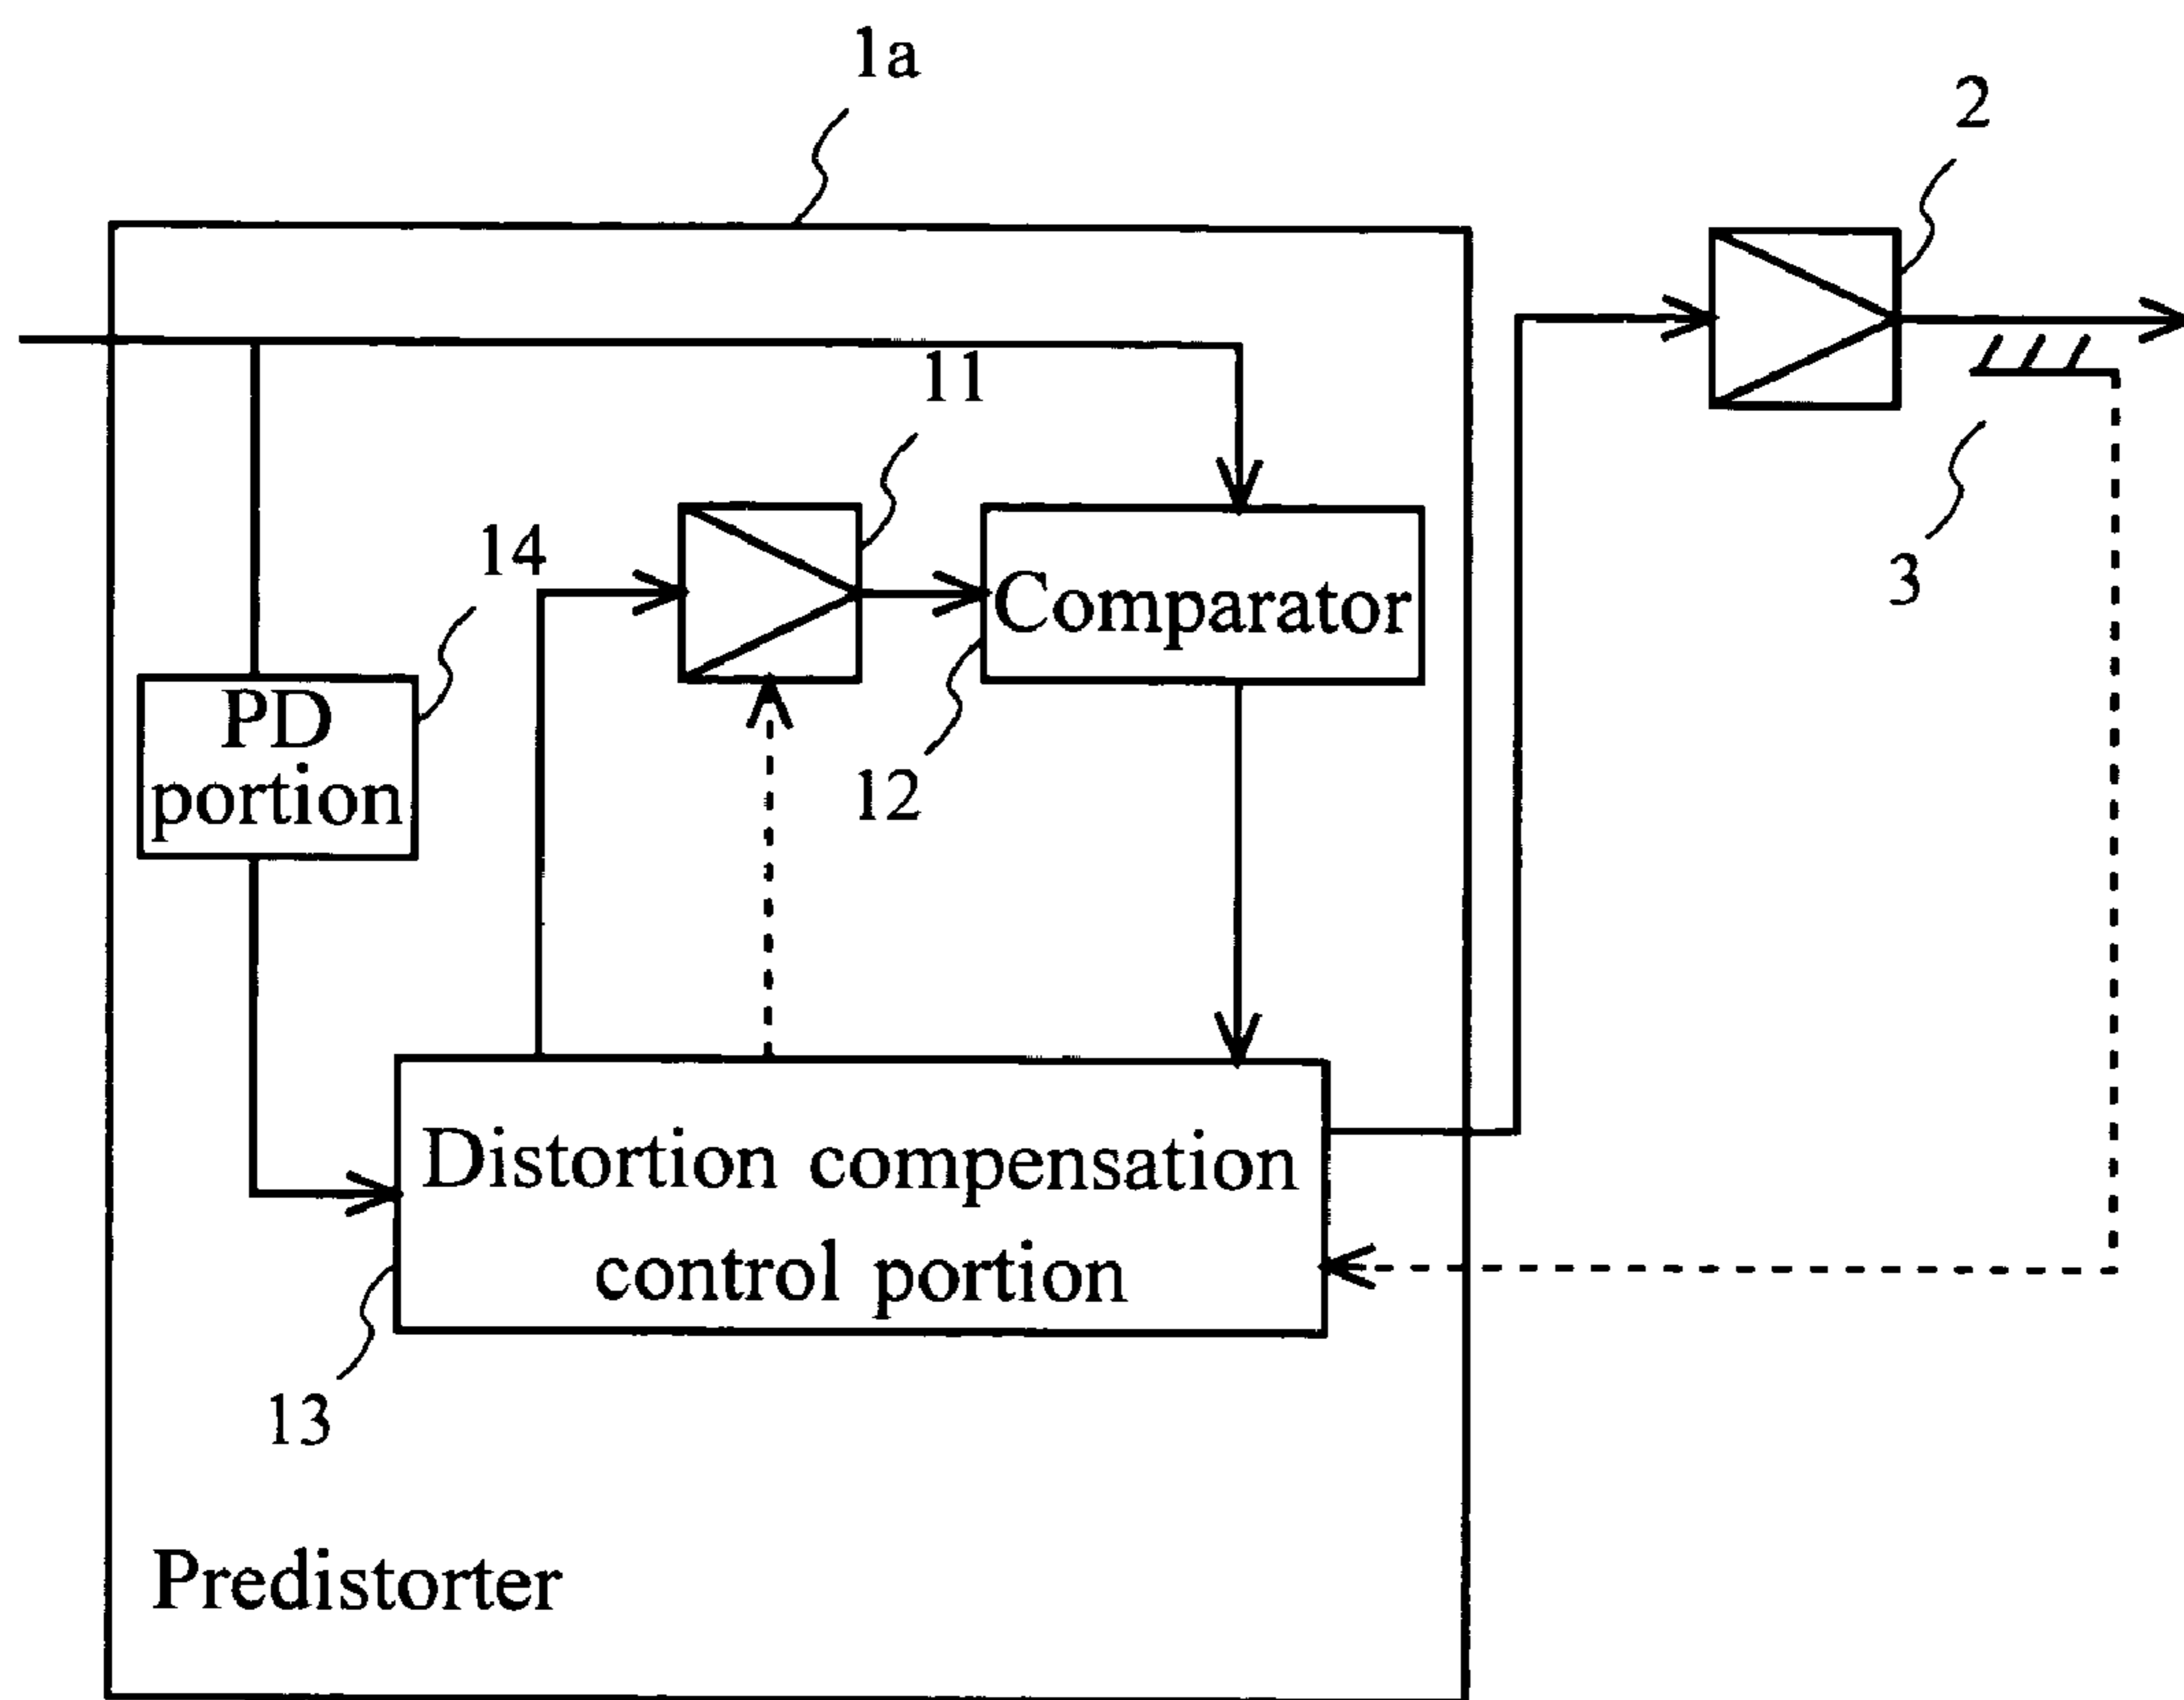 1a
2
11
14
Comparator
3
PD
portion
12
Distortion compensation
control portion
13
Predistorter